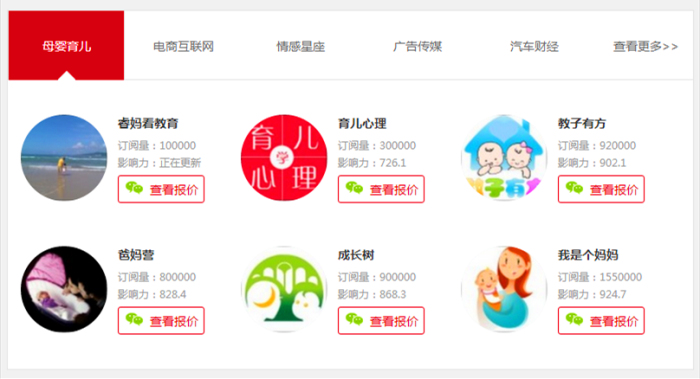 母婴育儿
电商互联网
情感星座
广告传媒
汽车财经
查看更多>>
睿妈看教育
订阅量：100000
影响力：正在更新
查看报价
育儿
学
心理
育儿心理
订阅量：300000
影响力：726.1
查看报价
教子有方
订阅量：920000
影响力：902.1
查看报价
爸妈营
订阅量：800000
影响力：828.4
查看报价
成长树
订阅量：900000
影响力：868.3
查看报价
我是个妈妈
订阅量：1550000
影响力：924.7
查看报价